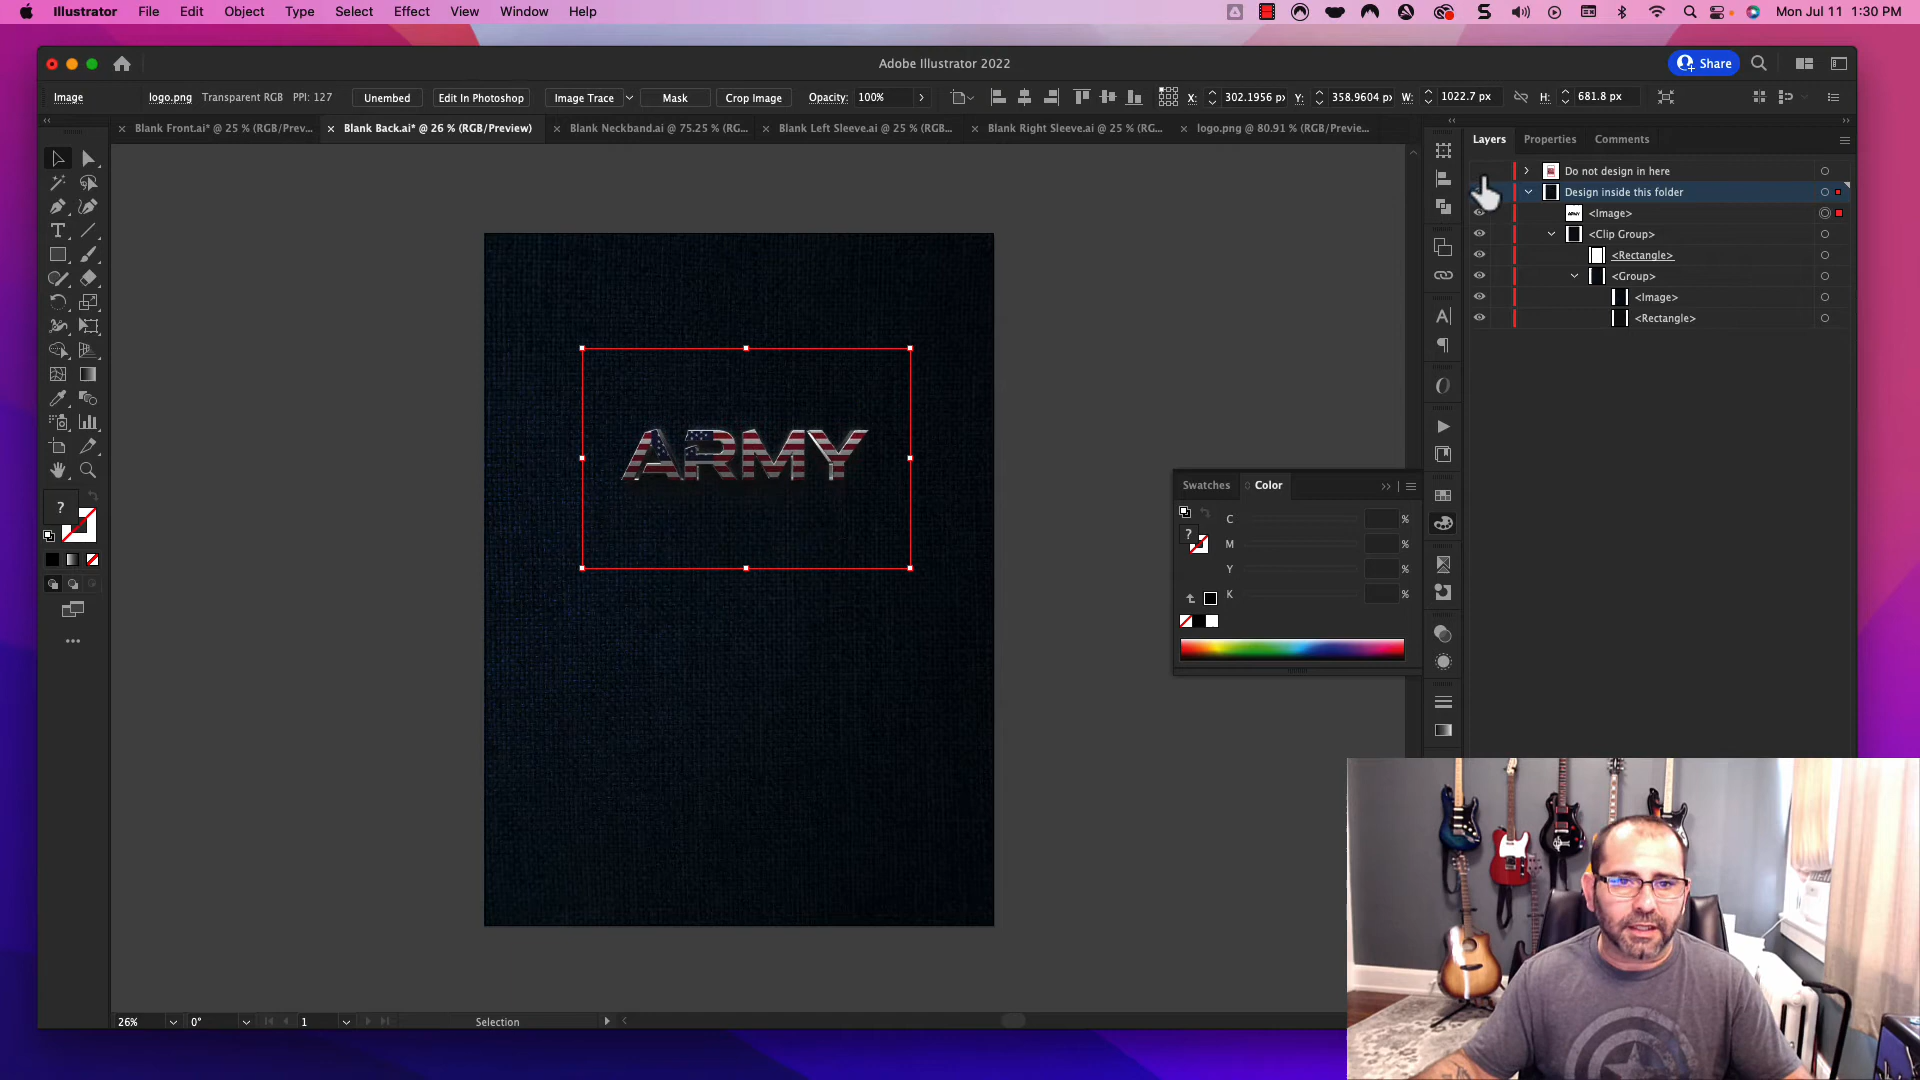 Illustrator File Edit Object Type Select Effect View Window Help Mon Jul 11 1:30 PM
Adobe Illustrator 2022 Share
Image logo.png Transparent RGB PPI: 127 Unembed Edit In Photoshop Image Trace Mask Crop Image Opacity: 100% X: 302.1956 px Y: 358.9604 px W: 1022.7 px H: 681.8 px
Blank Front.ai* @ 25 % (RGB/Prev... Blank Back.ai* @ 26 % (RGB/Preview) Blank Neckband.ai @ 75.25 % (RG... Blank Left Sleeve.ai @ 25 % (RGB... Blank Right Sleeve.ai @ 25 % (RG... logo.png @ 80.91 % (RGB/Previe...
Layers Properties Comments
Do not design in here
Design inside this folder
<Image>
<Clip Group>
<Rectangle>
<Group>
<Image>
<Rectangle>
ARMY
Swatches Color
C %
M %
Y %
K %
26% 0° 1 Selection